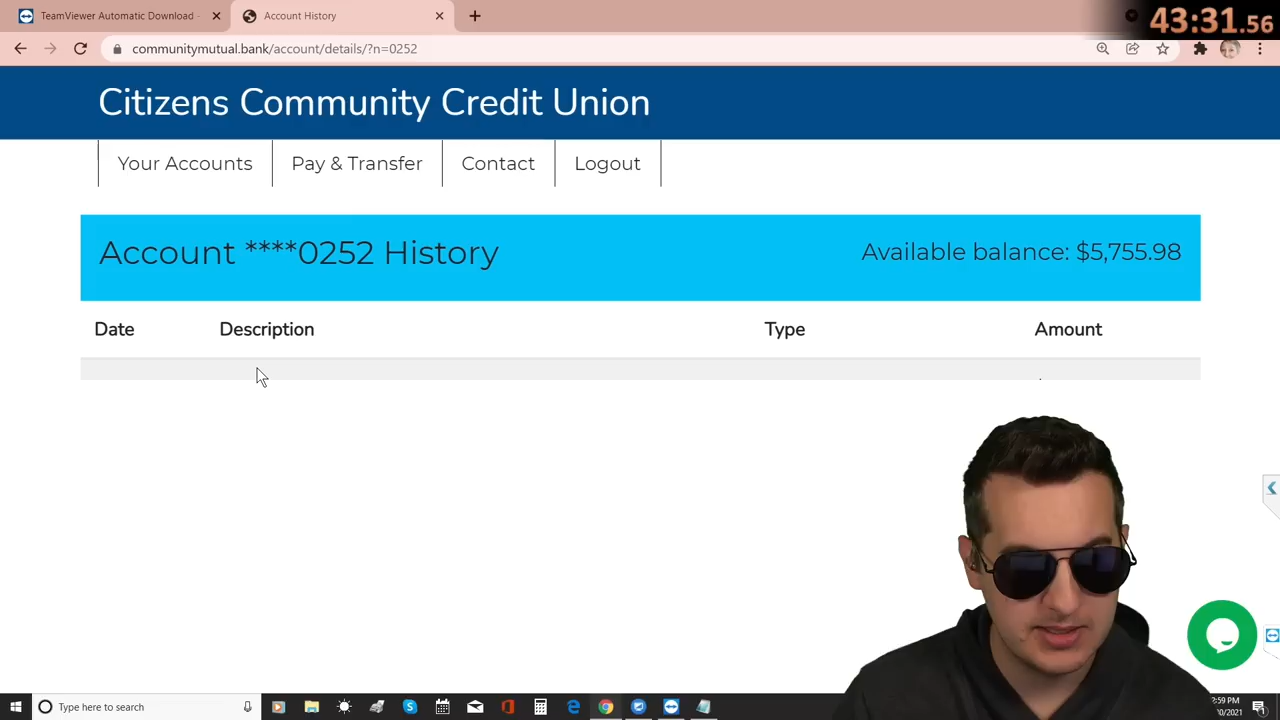 TeamViewer Automatic Download -
Account History
43:31.56
communitymutual.bank/account/details/?n=0252
Citizens Community Credit Union
Your Accounts
Pay & Transfer
Contact
Logout
Account ****0252 History
Available balance: $5,755.98
Date Description Type Amount
Type here to search